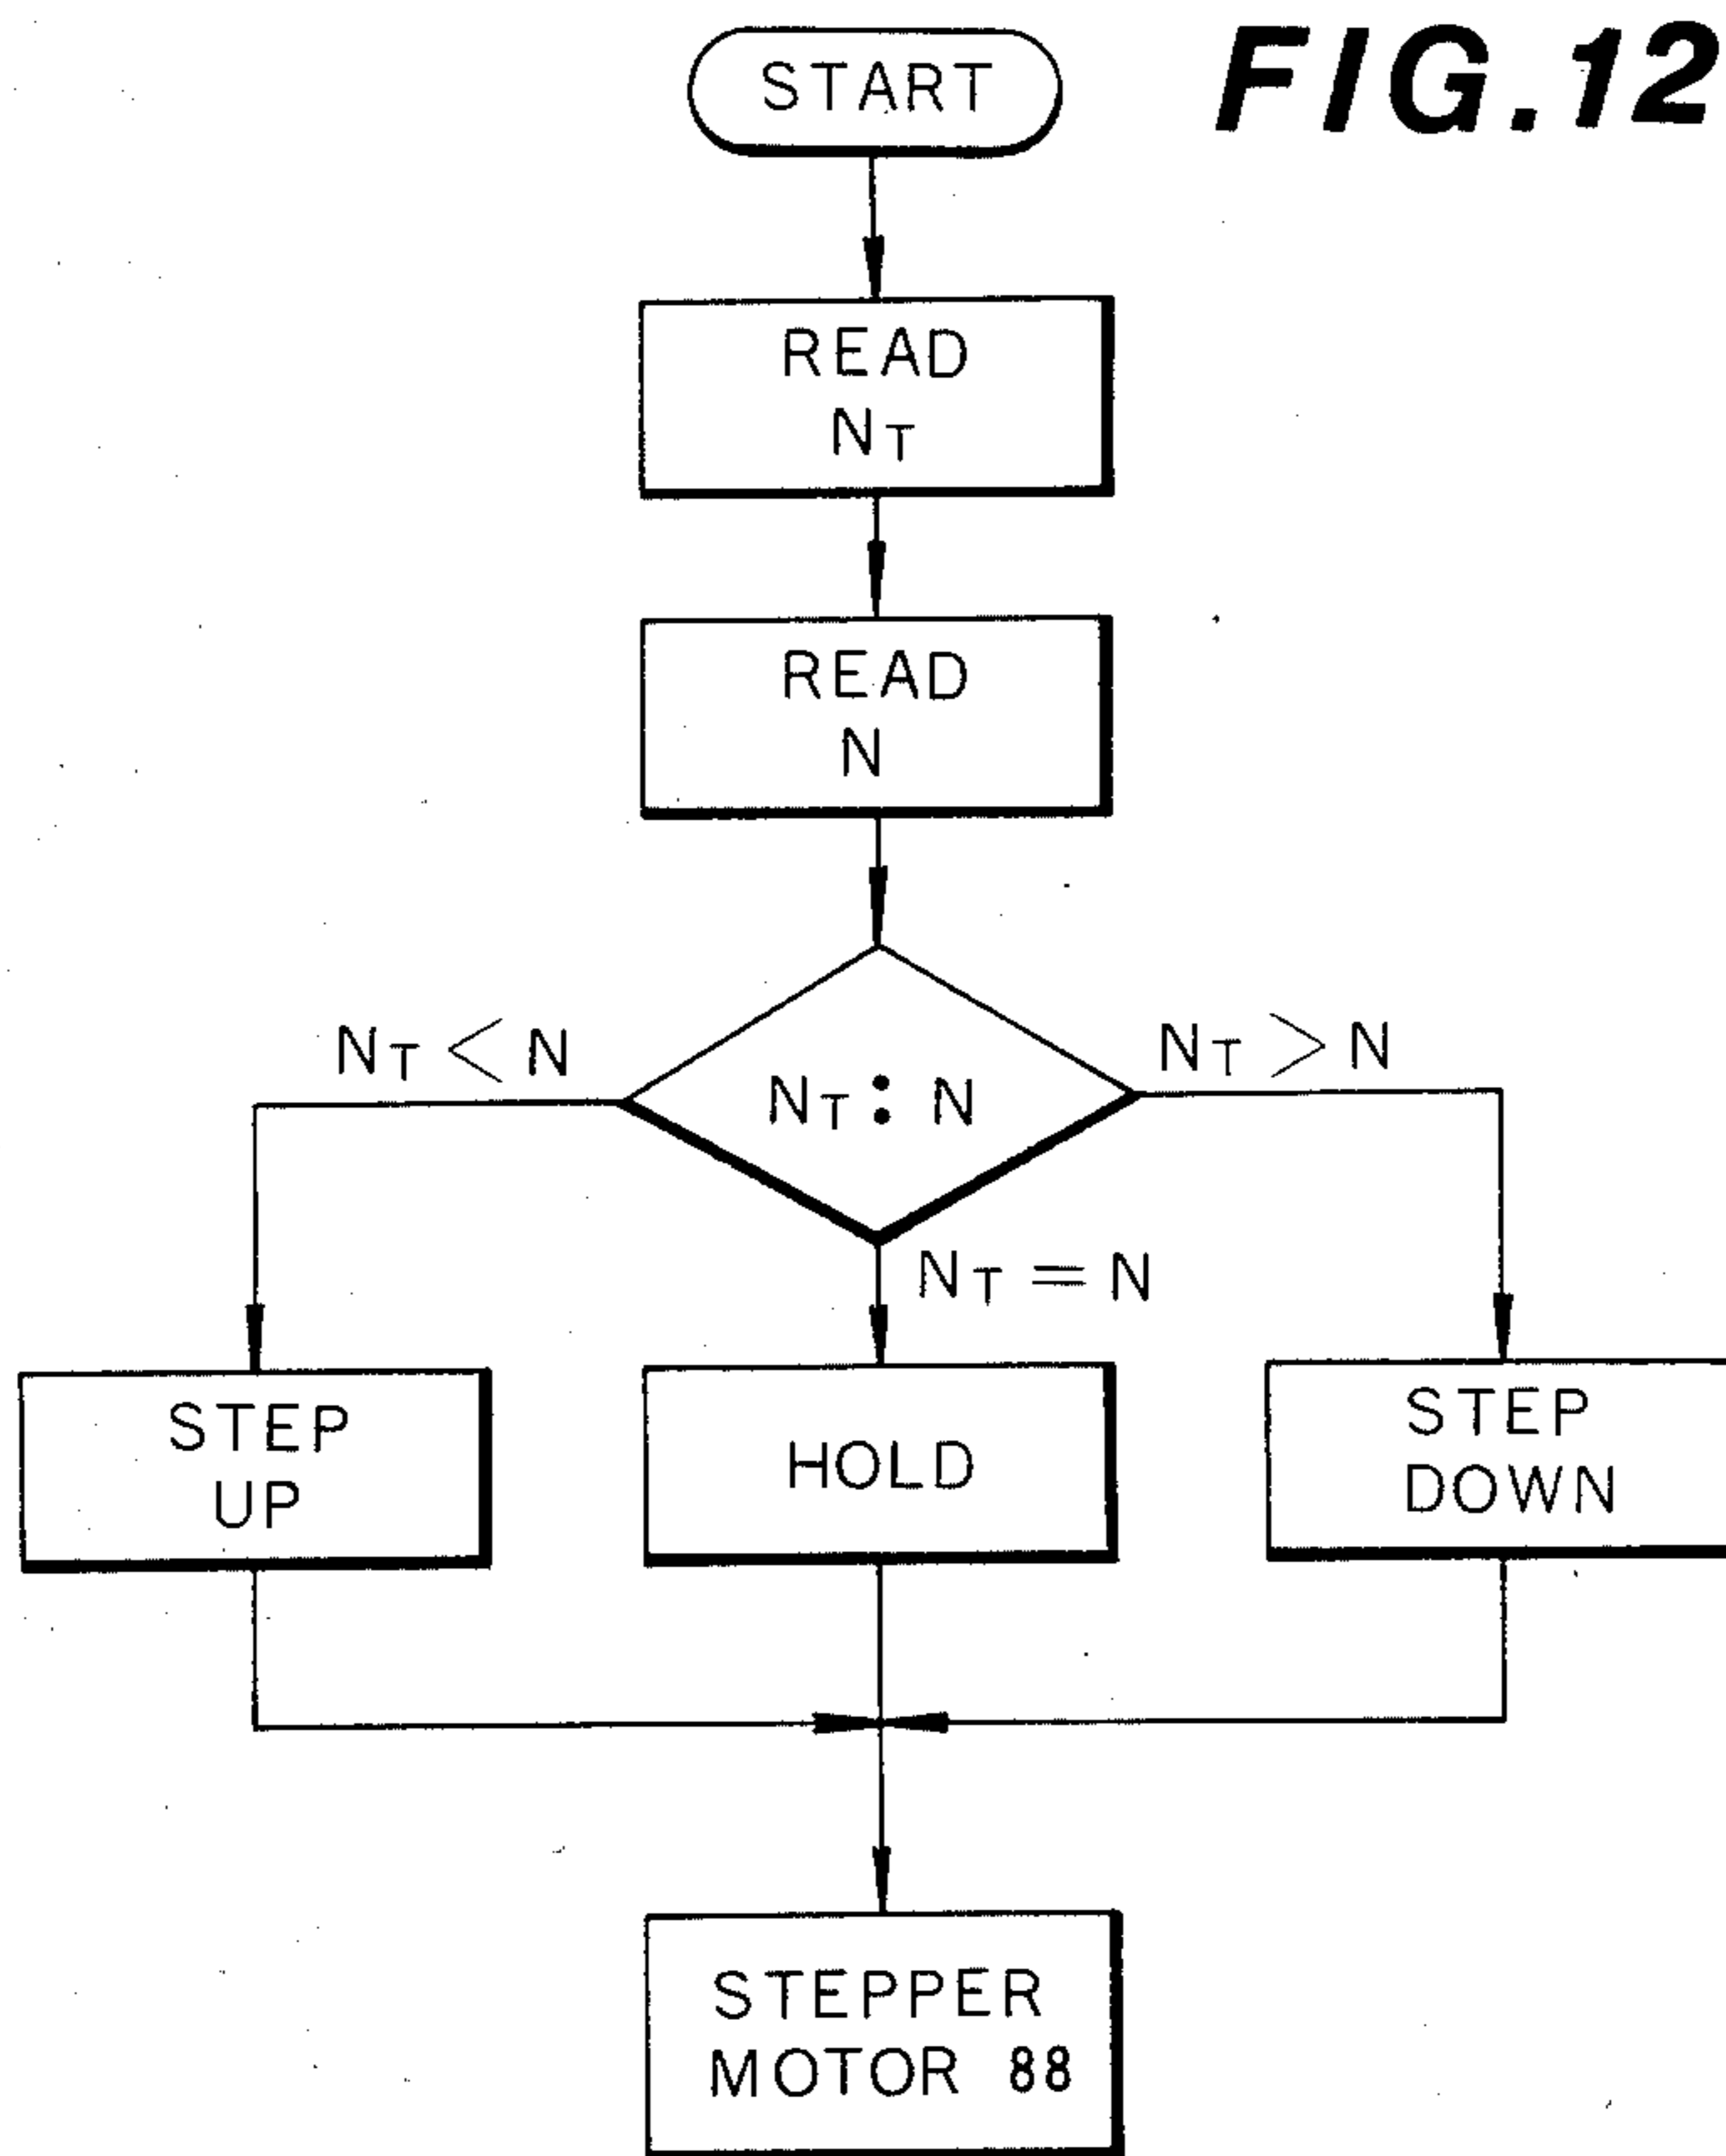 FIG.12
START
READ
NT
READ
N
NT < N
NT : N
NT > N
NT = N
STEP
UP
HOLD
STEP
DOWN
STEPPER
MOTOR 88